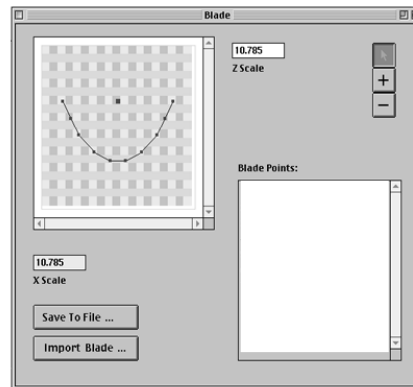 Blade
10.785
Z Scale
+
−
Blade Points:
10.785
X Scale
Save To File ...
Import Blade ...